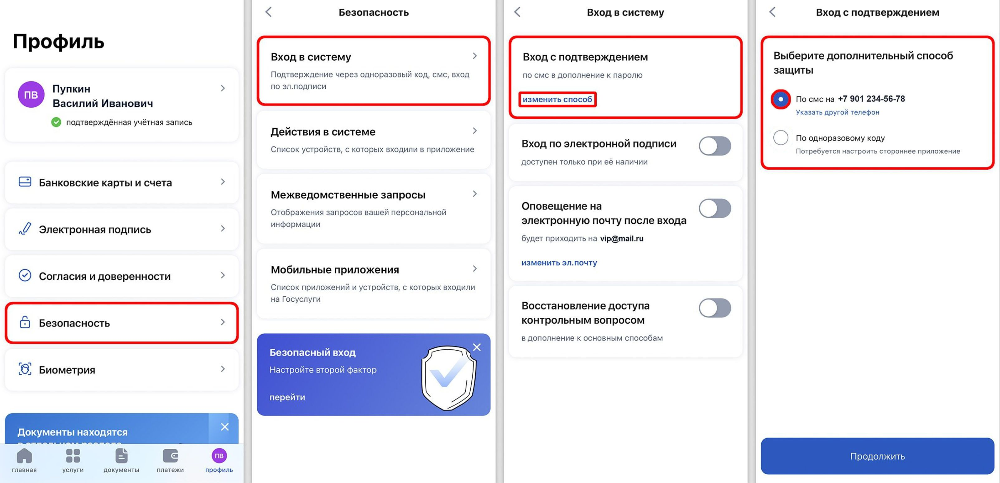 Профиль
ПВ
Пупкин
Василий Иванович
подтверждённая учётная запись
Банковские карты и счета
Электронная подпись
Согласия и доверенности
Безопасность
Биометрия
Документы находятся
в отдельном разделе
главная
услуги
документы
платежи
ПВ
профиль
Безопасность
Вход в систему
Подтверждение через одноразовый код, смс, вход
по эл.подписи
Действия в системе
Список устройств, с которых входили в приложение
Межведомственные запросы
Отображения запросов вашей персональной
информации
Мобильные приложения
Список приложений и устройств, с которых входили
на Госуслуги
Безопасный вход
Настройте второй фактор
перейти
Вход в систему
Вход с подтверждением
по смс в дополнение к паролю
изменить способ
Вход по электронной подписи
доступен только при её наличии
Оповещение на
электронную почту после входа
будет приходить на vip@mail.ru
изменить эл.почту
Восстановление доступа
контрольным вопросом
в дополнение к основным способам
Вход с подтверждением
Выберите дополнительный способ
защиты
По смс на +7 901 234-56-78
Указать другой телефон
По одноразовому коду
Потребуется настроить стороннее приложение
Продолжить